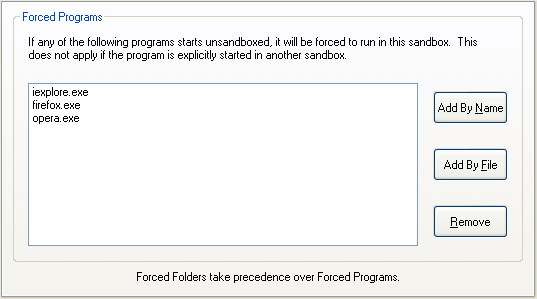 Forced Programs
If any of the following programs starts unsandboxed, it will be forced to run in this sandbox.  This
does not apply if the program is explicitly started in another sandbox.
iexplore.exe
firefox.exe
opera.exe
Add By Name
Add By File
Remove
Forced Folders take precedence over Forced Programs.